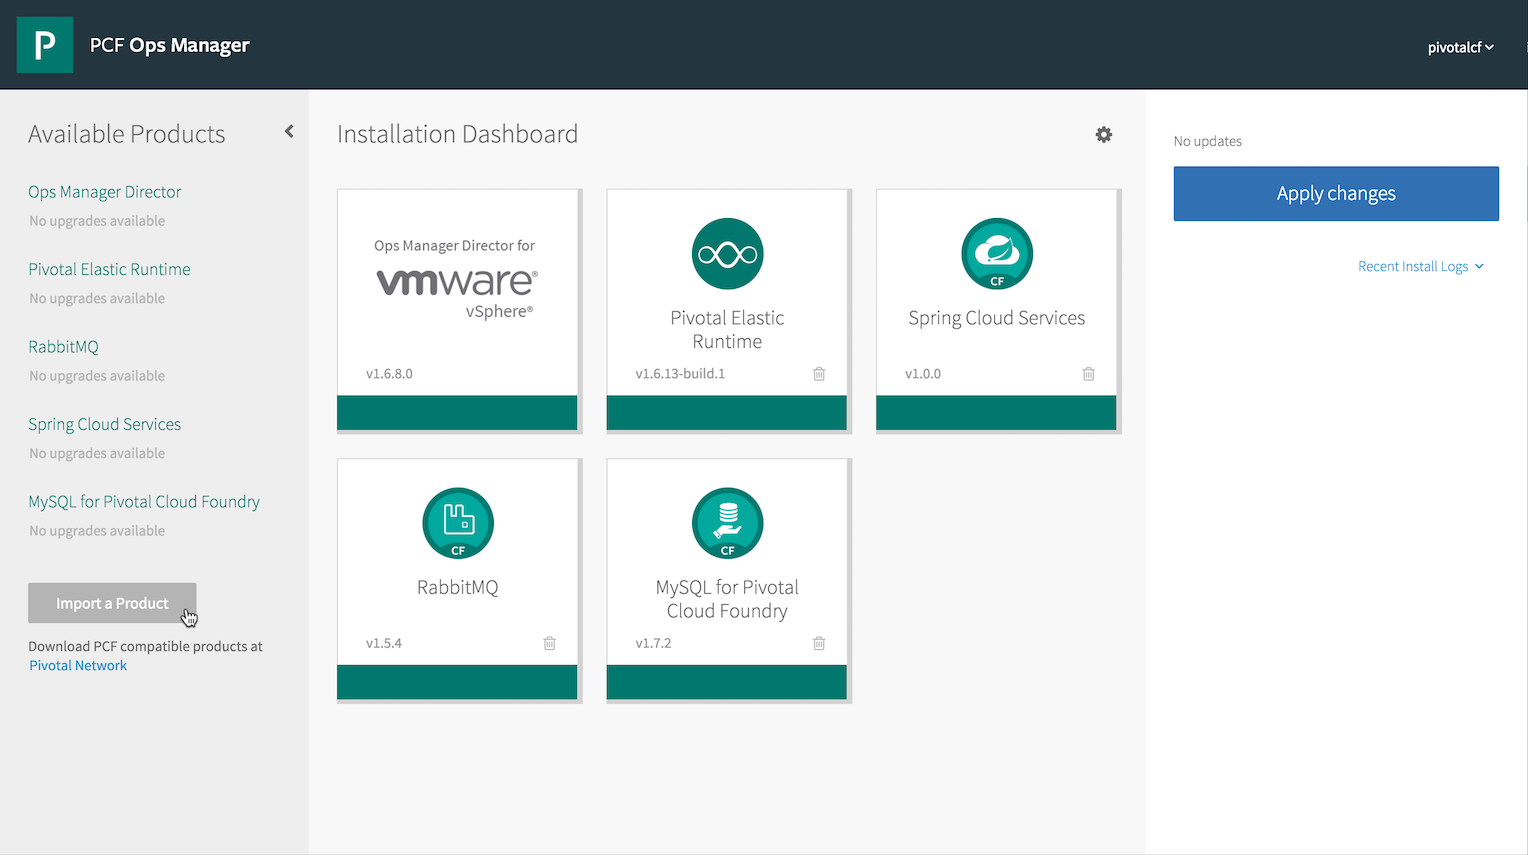 P
PCF Ops Manager
pivotalcf
Available Products
Ops Manager Director
No upgrades available
Pivotal Elastic Runtime
No upgrades available
RabbitMQ
No upgrades available
Spring Cloud Services
No upgrades available
MySQL for Pivotal Cloud Foundry
No upgrades available
Import a Product
Download PCF compatible products at
Pivotal Network
Installation Dashboard
Ops Manager Director for
vmware®
vSphere®
v1.6.8.0
Pivotal Elastic
Runtime
v1.6.13-build.1
CF
Spring Cloud Services
v1.0.0
CF
RabbitMQ
v1.5.4
CF
MySQL for Pivotal
Cloud Foundry
v1.7.2
No updates
Apply changes
Recent Install Logs